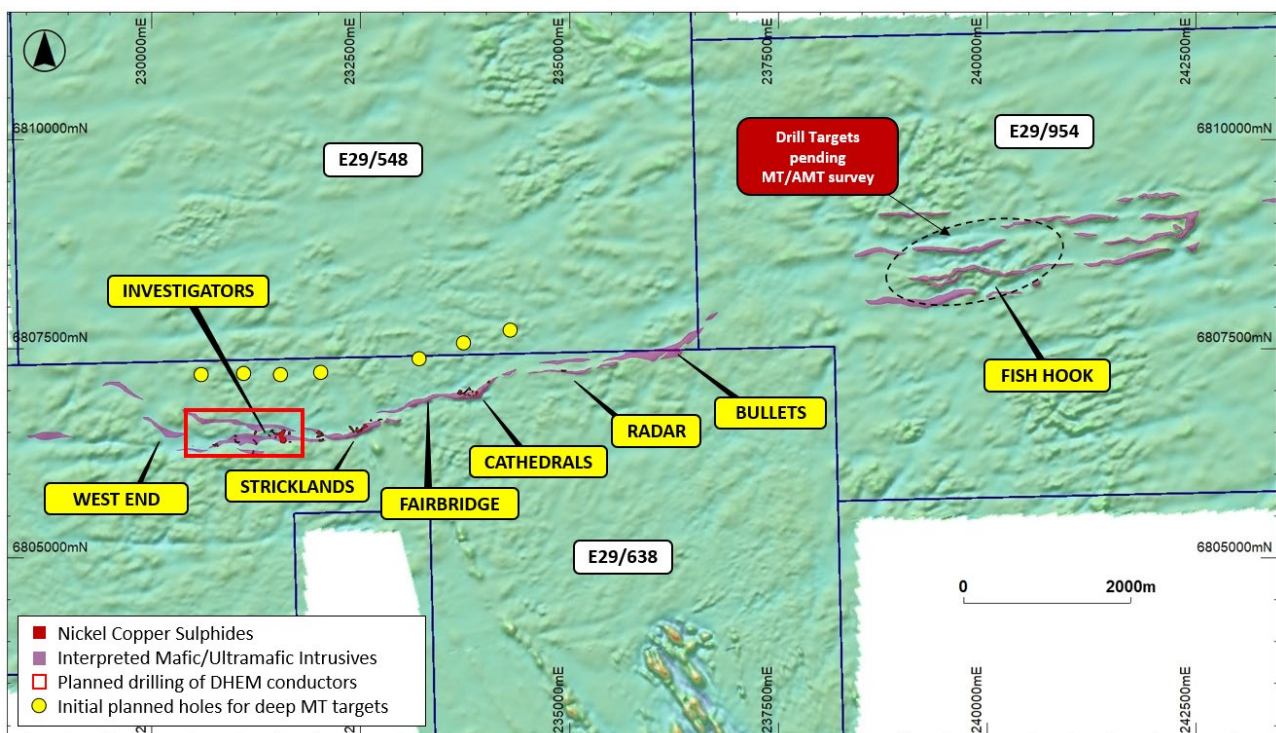 230000mE
232500mE
235000mE
237500mE
240000mE
242500mE
6810000mN
6810000mN
E29/548
E29/954
Drill Targets
pending
MT/AMT survey
INVESTIGATORS
6807500mN
6807500mN
FISH HOOK
BULLETS
RADAR
CATHEDRALS
FAIRBRIDGE
STRICKLANDS
WEST END
6805000mN
6805000mN
E29/638
0
2000m
Nickel Copper Sulphides
Interpreted Mafic/Ultramafic Intrusives
Planned drilling of DHEM conductors
Initial planned holes for deep MT targets
235000mE
237500mE
240000mE
242500mE